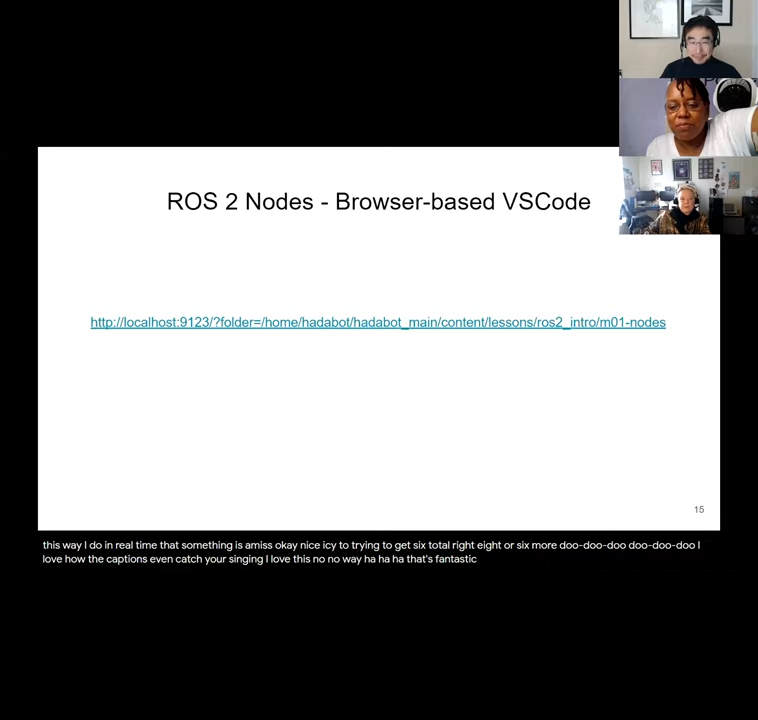 ROS 2 Nodes - Browser-based VSCode
http://localhost:9123/?folder=/home/hadabot/hadabot_main/content/lessons/ros2_intro/m01-nodes
15
this way I do in real time that something is amiss okay nice icy to trying to get six total right eight or six more doo-doo-doo doo-doo-doo I
love how the captions even catch your singing I love this no no way ha ha ha that's fantastic